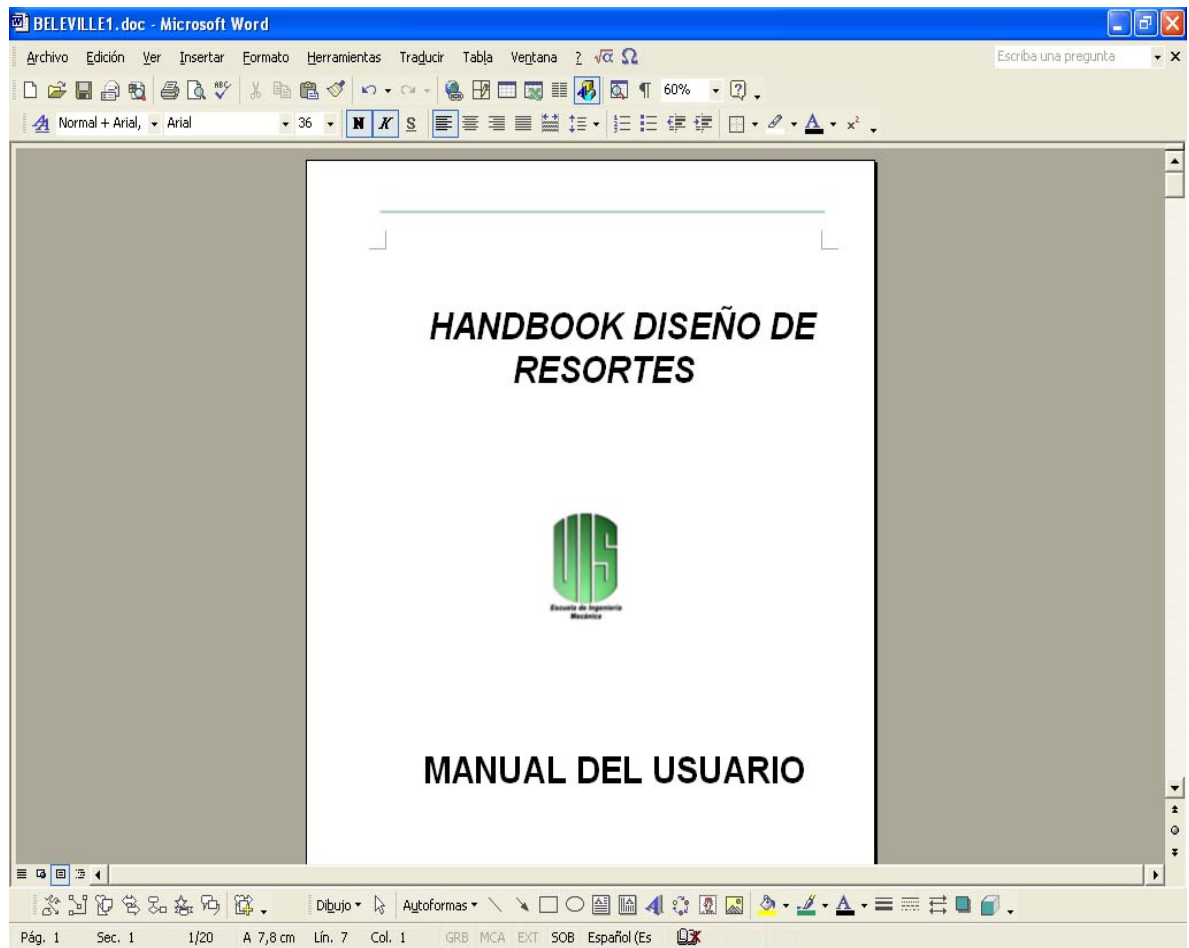 BELEVILLE1.doc - Microsoft Word
Archivo Edición Ver Insertar Formato Herramientas Traducir Tabla Ventana ? √α Ω Escriba una pregunta
60%
Normal + Arial, Arial 36 N K S
HANDBOOK DISEÑO DE
RESORTES
UIS
Escuela de Ingeniería
Mecánica
MANUAL DEL USUARIO
Dibujo Autoformas
Pág. 1 Sec. 1 1/20 A 7,8 cm Lín. 7 Col. 1 GRB MCA EXT SOB Español (Es